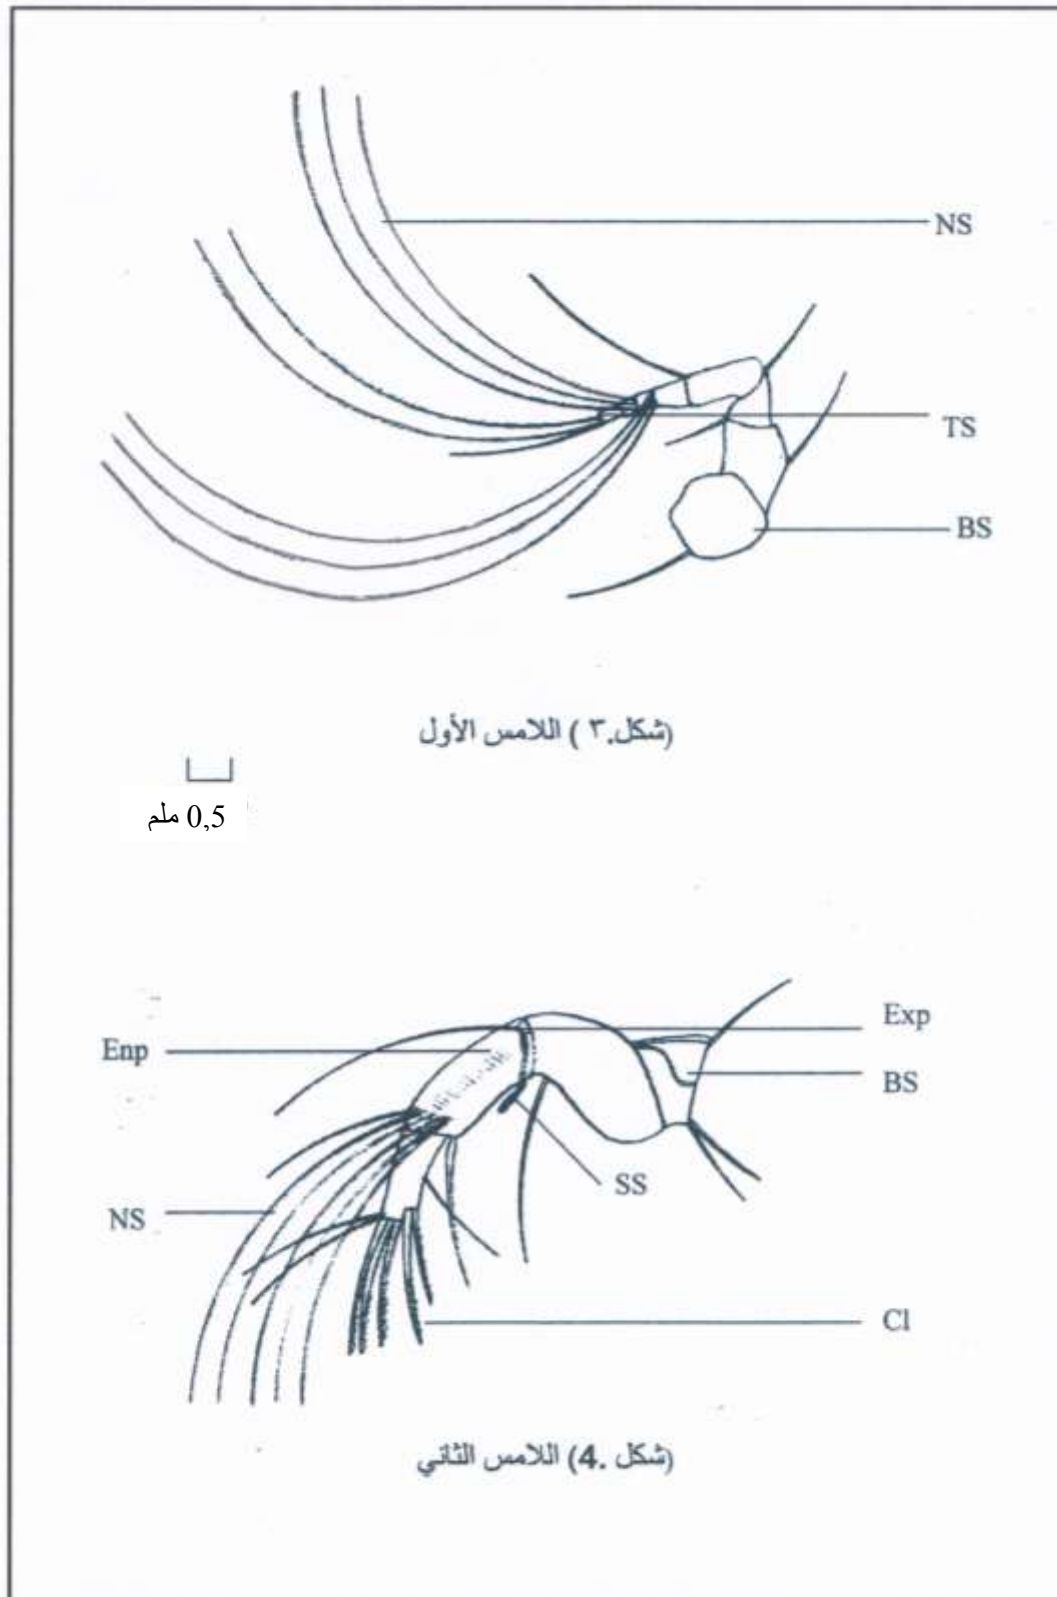 NS
TS
BS
(شكل.٣ ) اللامس الأول
0,5 ملم
Exp
Enp
BS
SS
NS
Cl
(شكل .4) اللامس الثاني